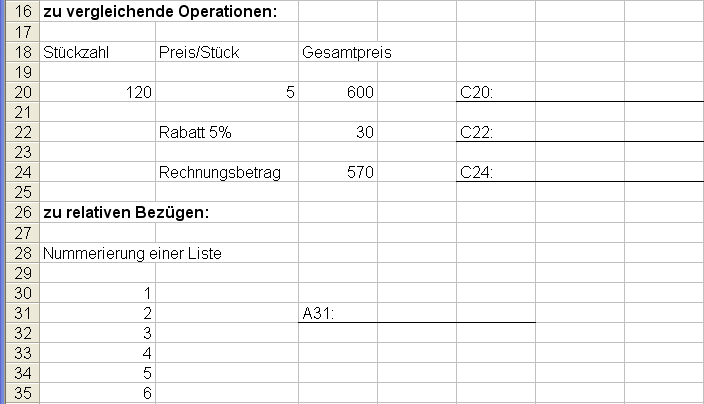 16 zu vergleichende Operationen:
17
18 Stückzahl Preis/Stück Gesamtpreis
19
20 120 5 600 C20:
21
22 Rabatt 5% 30 C22:
23
24 Rechnungsbetrag 570 C24:
25
26 zu relativen Bezügen:
27
28 Nummerierung einer Liste
29
30 1
31 2 A31:
32 3
33 4
34 5
35 6